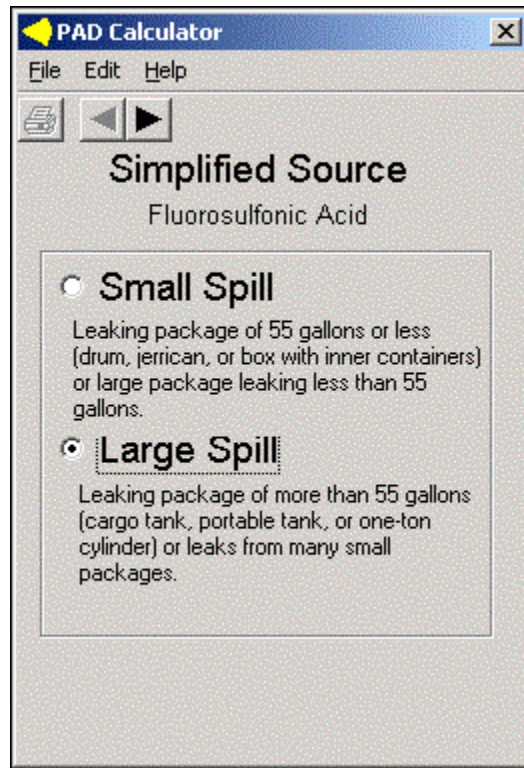 PAD Calculator
File Edit Help
Simplified Source
Fluorosulfonic Acid
Small Spill
Leaking package of 55 gallons or less
(drum, jerrican, or box with inner containers)
or large package leaking less than 55
gallons.
Large Spill
Leaking package of more than 55 gallons
(cargo tank, portable tank, or one-ton
cylinder) or leaks from many small
packages.